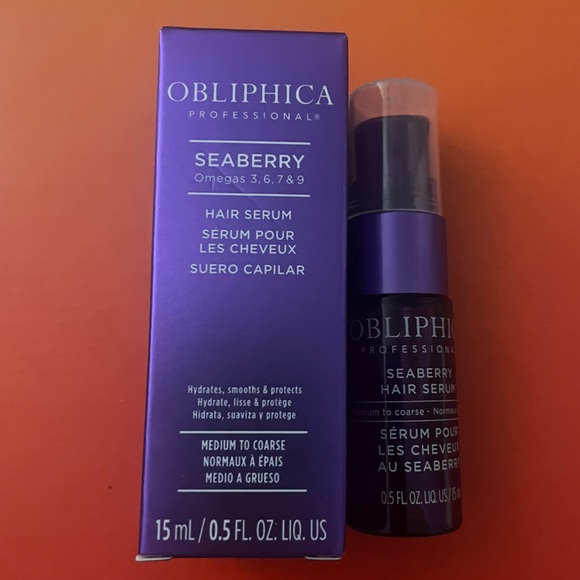 OBLIPHICA
PROFESSIONAL®
SEABERRY
Omegas 3, 6, 7 & 9
HAIR SERUM
SÉRUM POUR
LES CHEVEUX
SUERO CAPILAR
Hydrates, smooths & protects
Hydrate, lisse & protège
Hidrata, suaviza y protege
MEDIUM TO COARSE
NORMAUX À ÉPAIS
MEDIO A GRUESO
15 mL / 0.5 FL. OZ. LIQ. US
OBLIPHICA
PROFESSIONAL
SEABERRY
HAIR SERUM
medium to coarse • Normaux
SÉRUM POUR
LES CHEVEUX
AU SEABERRY
0.5 FL. OZ. LIQ. US / 15 m